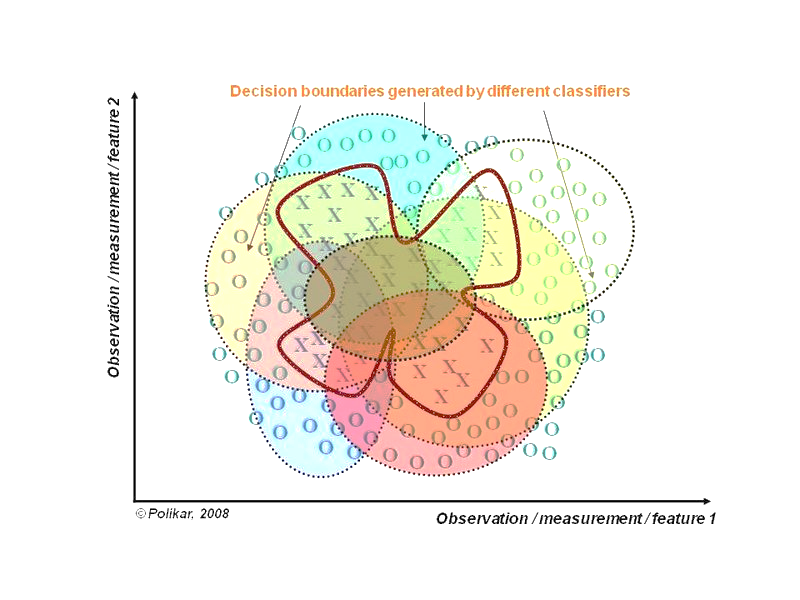 Decision boundaries generated by different classifiers
Observation/measurement/feature 2
© Polikar, 2008
Observation/measurement/feature 1